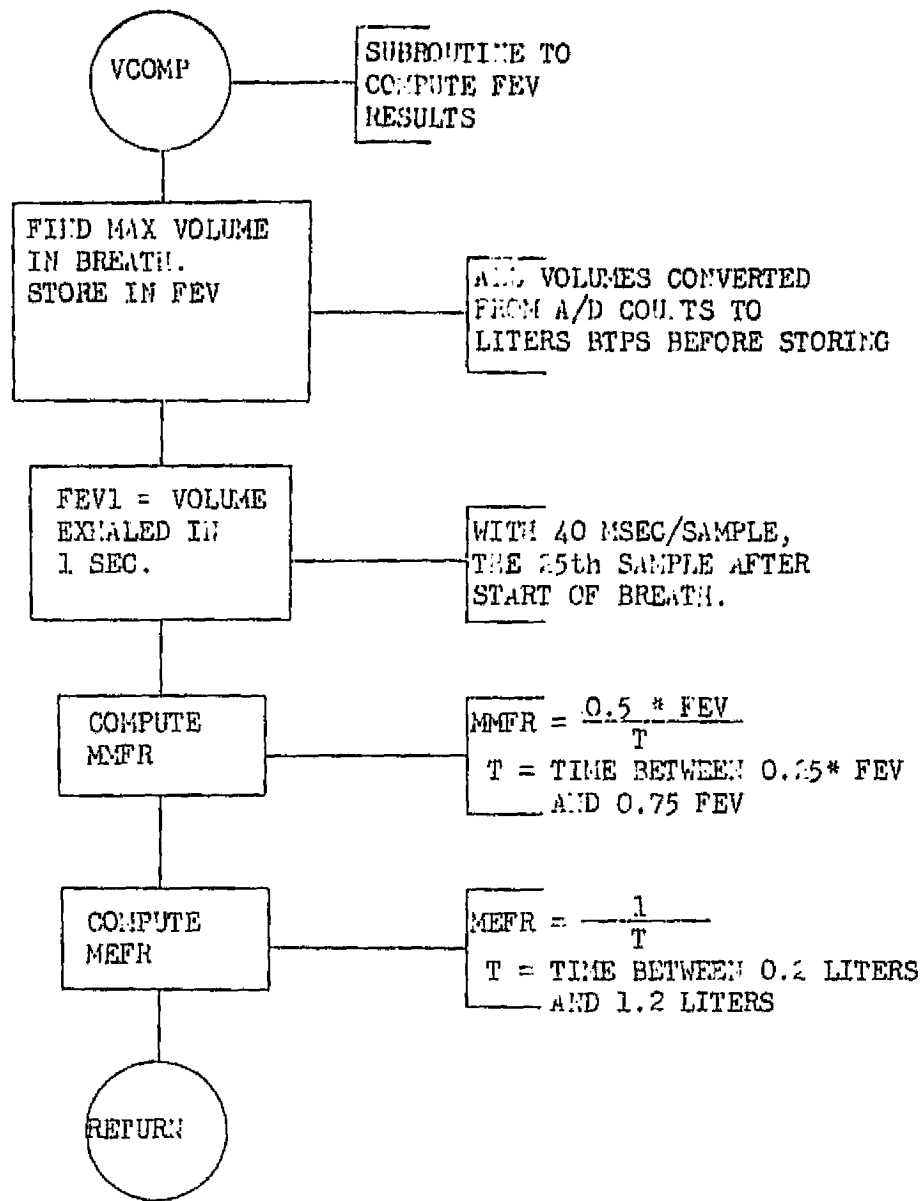 VCOMP
SUBROUTINE TO
COMPUTE FEV
RESULTS
FIND MAX VOLUME
IN BREATH.
STORE IN FEV
ALL VOLUMES CONVERTED
FROM A/D COUNTS TO
LITERS BTPS BEFORE STORING
FEV1 = VOLUME
EXHALED IN
1 SEC.
WITH 40 MSEC/SAMPLE,
THE 25th SAMPLE AFTER
START OF BREATH.
COMPUTE
MMFR
MMFR = 0.5 * FEV
T
T = TIME BETWEEN 0.25* FEV
AND 0.75 FEV
COMPUTE
MEFR
MEFR = 1
T
T = TIME BETWEEN 0.2 LITERS
AND 1.2 LITERS
RETURN